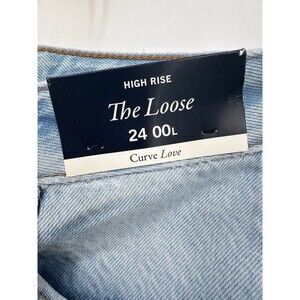 HIGH RISE
The Loose
24 00L
Curve Love